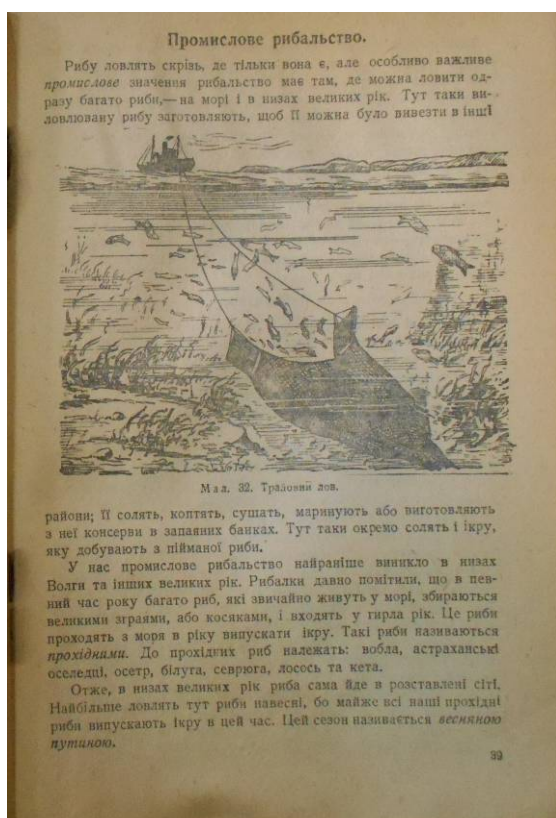 Промислове рибальство.
Рибу ловлять скрізь, де тільки вона є, але особливо важливе
промислове значення рибальство має там, де можна ловити од-
разу багато риби,— на морі і в низах великих рік. Тут таки ви-
ловлювану рибу заготовляють, щоб її можна було вивезти в інші
Мал. 32. Траловий лов.
райони; її солять, коптять, сушать, маринують або виготовляють
з неї консерви в запаяних банках. Тут таки окремо солять і ікру,
яку добувають з пійманої риби.
У нас промислове рибальство найраніше виникло в низах
Волги та інших великих рік. Рибалки давно помітили, що в пев-
ний час року багато риб, які звичайно живуть у морі, збираються
великими зграями, або косяками, і входять у гирла рік. Це риби
проходять з моря в ріку випускати ікру. Такі риби називаються
прохідними. До прохідних риб належать: вобла, астраханські
оселедці, осетр, білуга, севрюга, лосось та кета.
Отже, в низах великих рік риба сама йде в розставлені сіті.
Найбільше ловлять тут риби навесні, бо майже всі наші прохідні
риби випускають ікру в цей час. Цей сезон називається весняною
путиною.
39